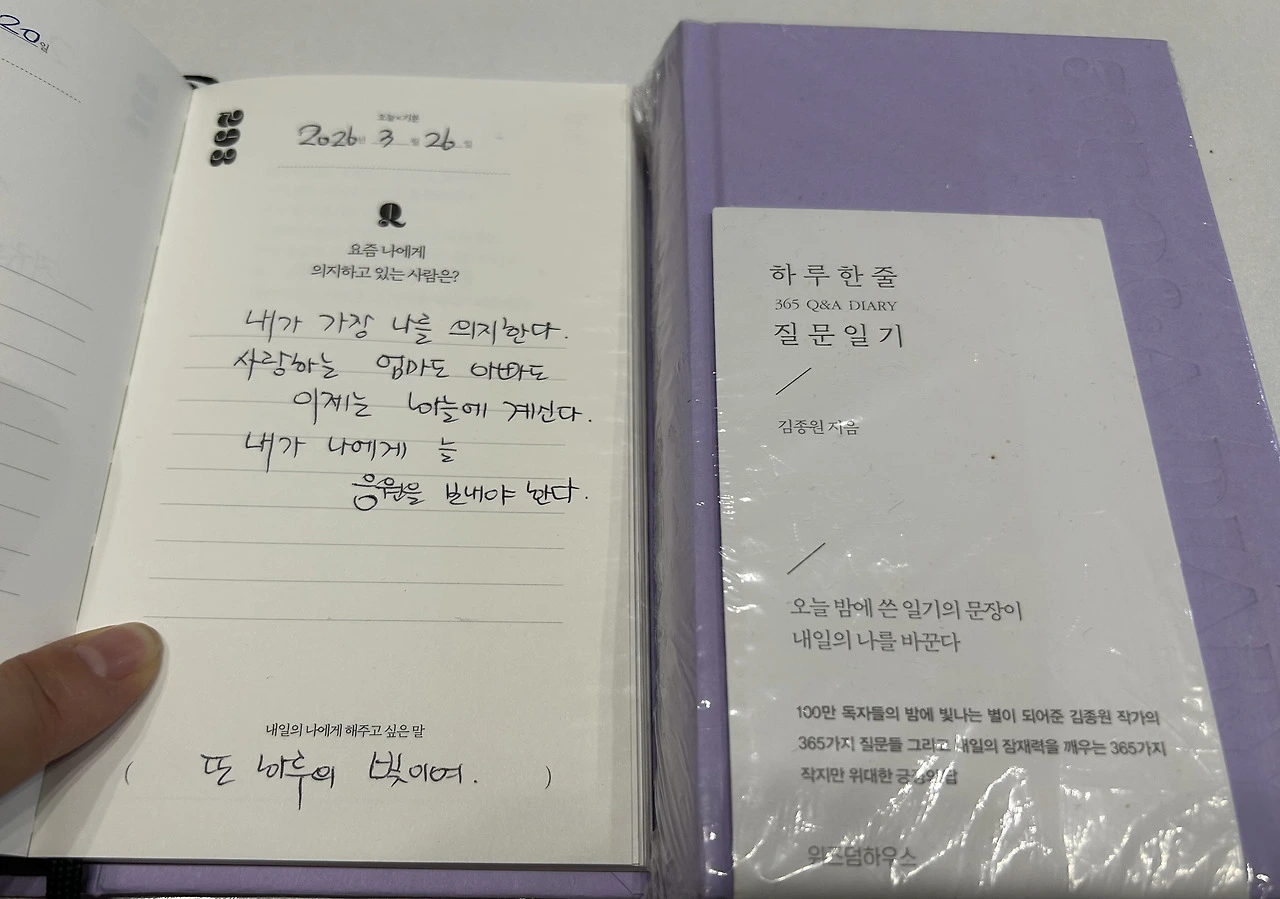 20일
263
오늘의 기분
2026년 3월 26일
Q
요즘 나에게
의지하고 있는 사람은?
내가 가장 나를 의지한다.
사랑하는 엄마도 아빠도
이제는 하늘에 계신다.
내가 나에게 늘
응원을 보내야 한다.
내일의 나에게 해주고 싶은 말
( 또 하루의 빛이여. )
하루 한 줄
365 Q&A DIARY
질문 일기
김종원 지음
오늘 밤에 쓴 일기의 문장이
내일의 나를 바꾼다
100만 독자들의 밤에 빛나는 별이 되어준 김종원 작가의
365가지 질문들 그리고 내일의 잠재력을 깨우는 365가지
작지만 위대한 긍정의 답
위즈덤하우스